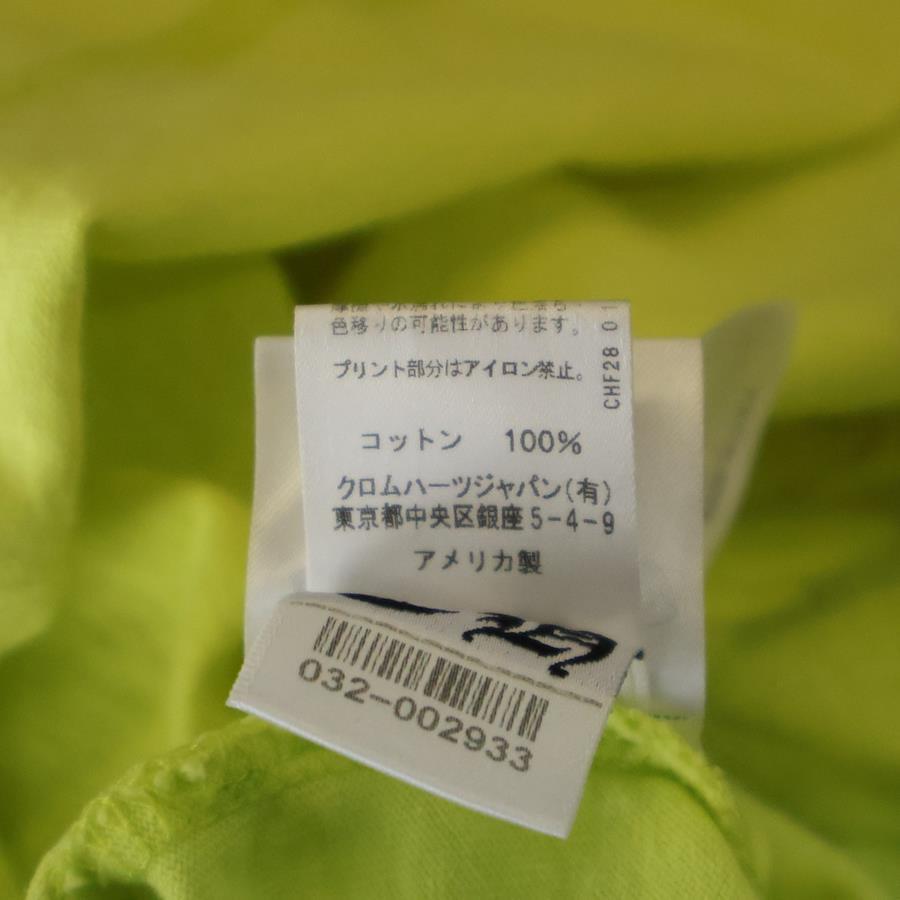 色移りの可能性があります。
プリント部分はアイロン禁止。
コットン 100%
クロムハーツジャパン(有)
東京都中央区銀座5-4-9
アメリカ製
CHF28 01
032-002933